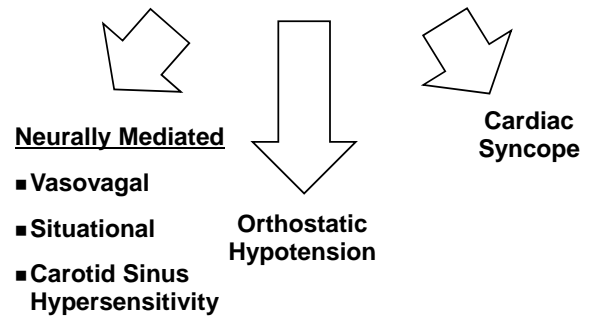 Neurally Mediated
▪Vasovagal
▪Situational
▪Carotid Sinus
Hypersensitivity
Orthostatic
Hypotension
Cardiac
Syncope